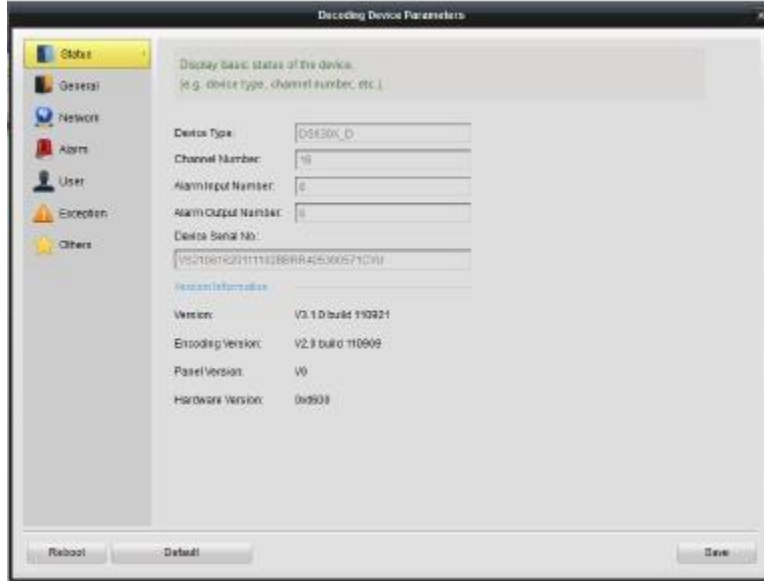 Decoding Device Parameters
Status
General
Network
Alarm
User
Exception
Others
Display basic status of the device.
(e.g. device type, channel number, etc.)
Device Type:
Channel Number: 16
Alarm Input Number: 8
Alarm Output Number: 8
Device Serial No.:
Version Information
Version: V3.1.0 build 110921
Encoding Version: V2.0 build 110909
Panel Version: V0
Hardware Version: 0xd600
Reboot
Default
Save